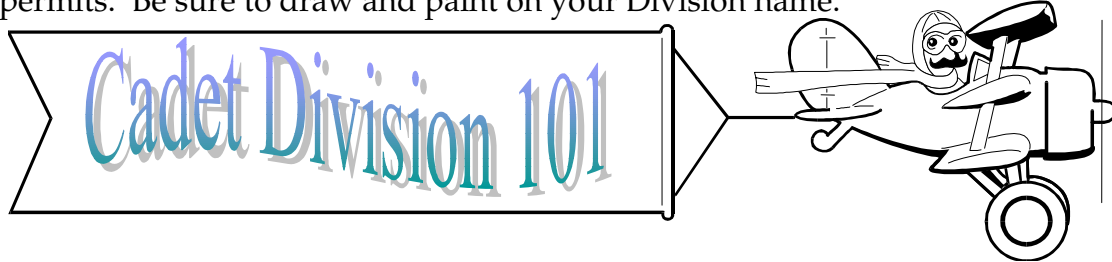 permits.  Be sure to draw and paint on your Division name.
Cadet Division 101